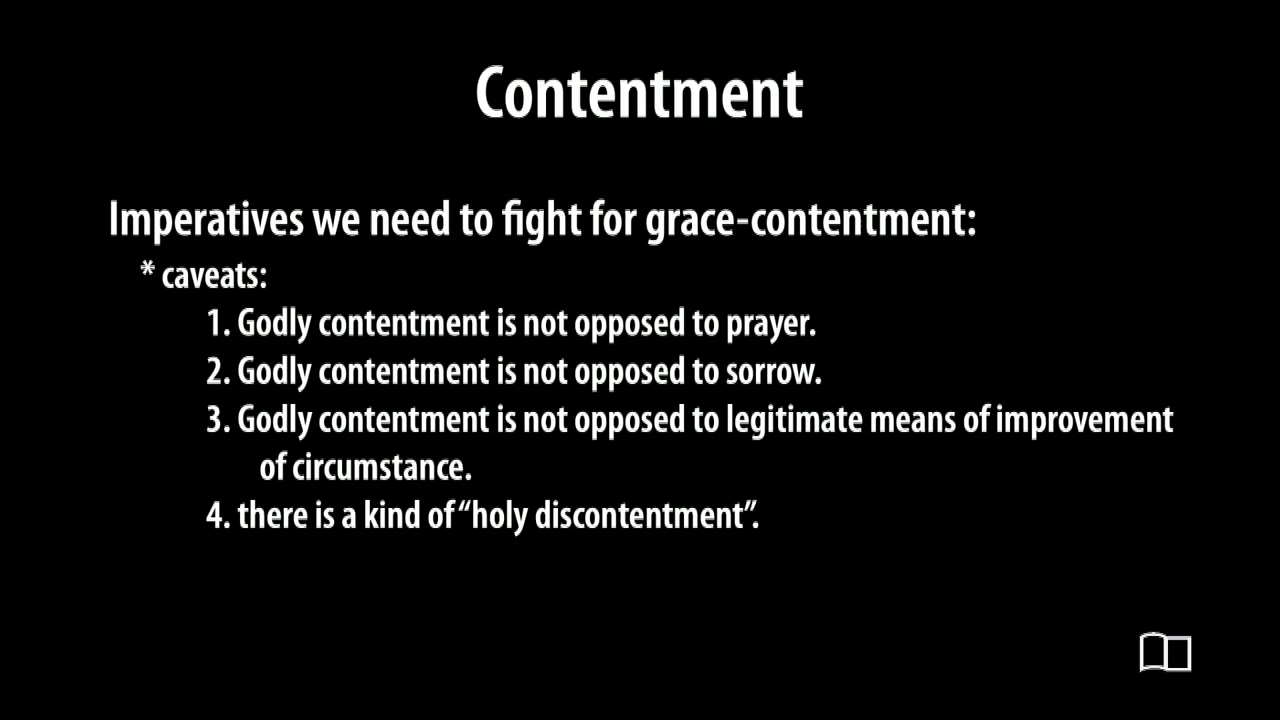 Contentment
Imperatives we need to fight for grace-contentment:
* caveats:
1. Godly contentment is not opposed to prayer.
2. Godly contentment is not opposed to sorrow.
3. Godly contentment is not opposed to legitimate means of improvement
of circumstance.
4. there is a kind of “holy discontentment”.